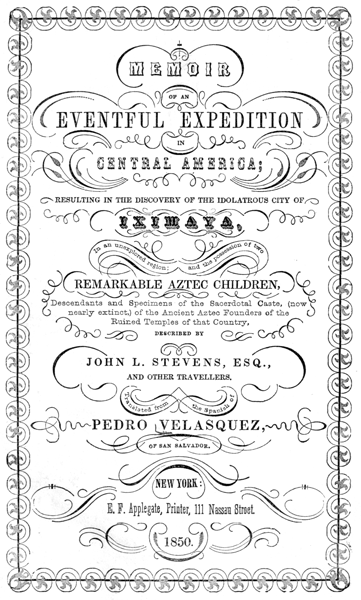 MEMOIR
OF AN
EVENTFUL EXPEDITION
IN
CENTRAL AMERICA;
RESULTING IN THE DISCOVERY OF THE IDOLATROUS CITY OF
IXIMAYA,
In an unexplored region; and the possession of two
REMARKABLE AZTEC CHILDREN,
Descendants and Specimens of the Sacerdotal Caste, (now
nearly extinct,) of the Ancient Aztec Founders of the
Ruined Temples of that Country,
DESCRIBED BY
JOHN L. STEVENS, ESQ.,
AND OTHER TRAVELLERS.
Translated from the Spanish of
PEDRO VELASQUEZ,
OF SAN SALVADOR.
NEW YORK:
E. F. Applegate, Printer, 111 Nassau Street.
1850.